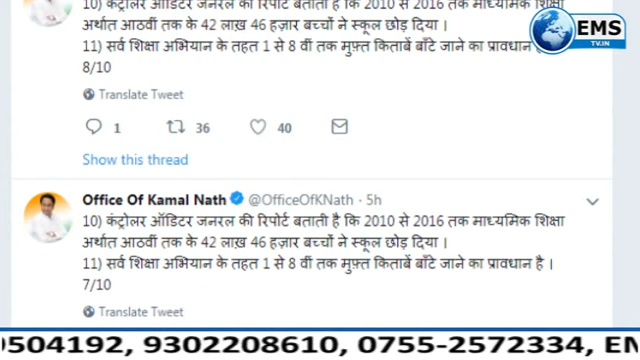 10) कंट्रोलर ऑडिटर जनरल की रिपोर्ट बताती है कि 2010 से 2016 तक माध्यमिक शिक्षा
अर्थात आठवीं तक के 42 लाख़ 46 हज़ार बच्चों ने स्कूल छोड़ दिया ।
11) सर्व शिक्षा अभियान के तहत 1 से 8 वीं तक मुफ़्त किताबें बाँटे जाने का प्रावधान
8/10
EMS
TV.IN
Translate Tweet
1 36 40
Show this thread
Office Of Kamal Nath @OfficeOfKNath · 5h
10) कंट्रोलर ऑडिटर जनरल की रिपोर्ट बताती है कि 2010 से 2016 तक माध्यमिक शिक्षा
अर्थात आठवीं तक के 42 लाख़ 46 हज़ार बच्चों ने स्कूल छोड़ दिया ।
11) सर्व शिक्षा अभियान के तहत 1 से 8 वीं तक मुफ़्त किताबें बाँटे जाने का प्रावधान है ।
7/10
Translate Tweet
9504192, 9302208610, 0755-2572334, EM